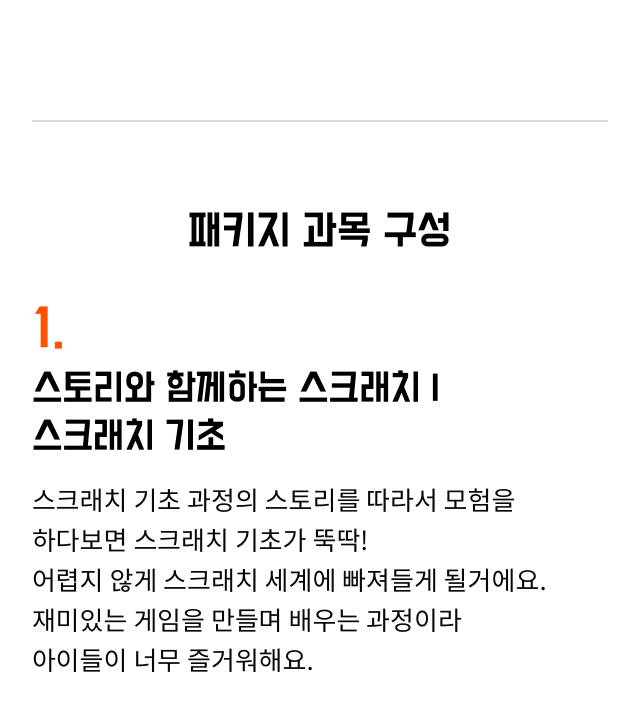 패키지 과목 구성
1.
스토리와 함께하는 스크래치 I
스크래치 기초
스크래치 기초 과정의 스토리를 따라서 모험을
하다보면 스크래치 기초가 뚝딱!
어렵지 않게 스크래치 세계에 빠져들게 될거에요.
재미있는 게임을 만들며 배우는 과정이라
아이들이 너무 즐거워해요.